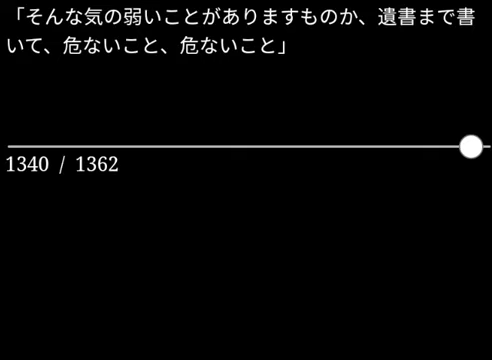 「そんな気の弱いことがありますものか、遺書まで書
いて、危ないこと、危ないこと」
1340 / 1362